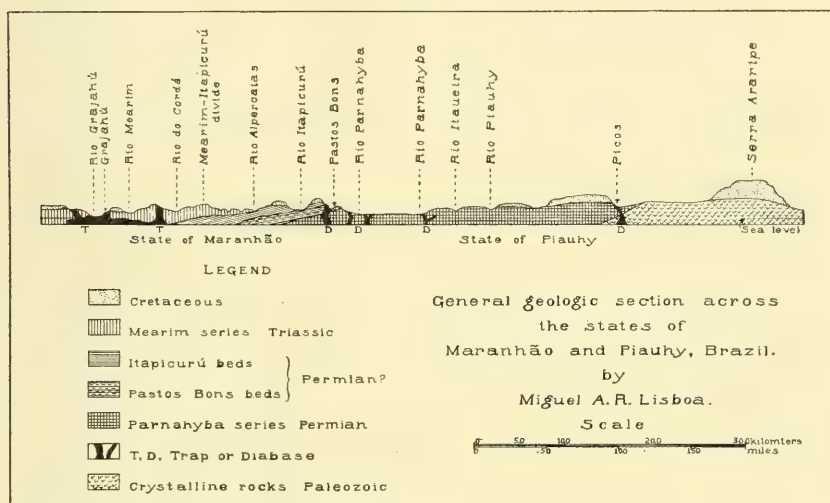 Rio Grajahú
Grajahú
Rio Mearim
Rio do Cordá
Mearim-Itapicurú
divide
Rio Alpercatas
Rio Itapicurú
Pastos Bons
Rio Parnahyba
Rio Parnahyba
Rio Itaueira
Rio Piauhy
Picos
Serra Araripe
T T D D D D Sea level
State of Maranhão State of Piauhy
LEGEND
Cretaceous
Mearim series Triassic
Itapicurú beds
Pastos Bons beds
Permian?
Parnahyba series Permian
T, D, Trap or Diabase
Crystalline rocks Paleozoic
General geologic section across
the states of
Maranhão and Piauhy, Brazil.
by
Miguel A. R. Lisboa.
Scale
0 50 100 200 300 kilomters
0 50 100 150 miles